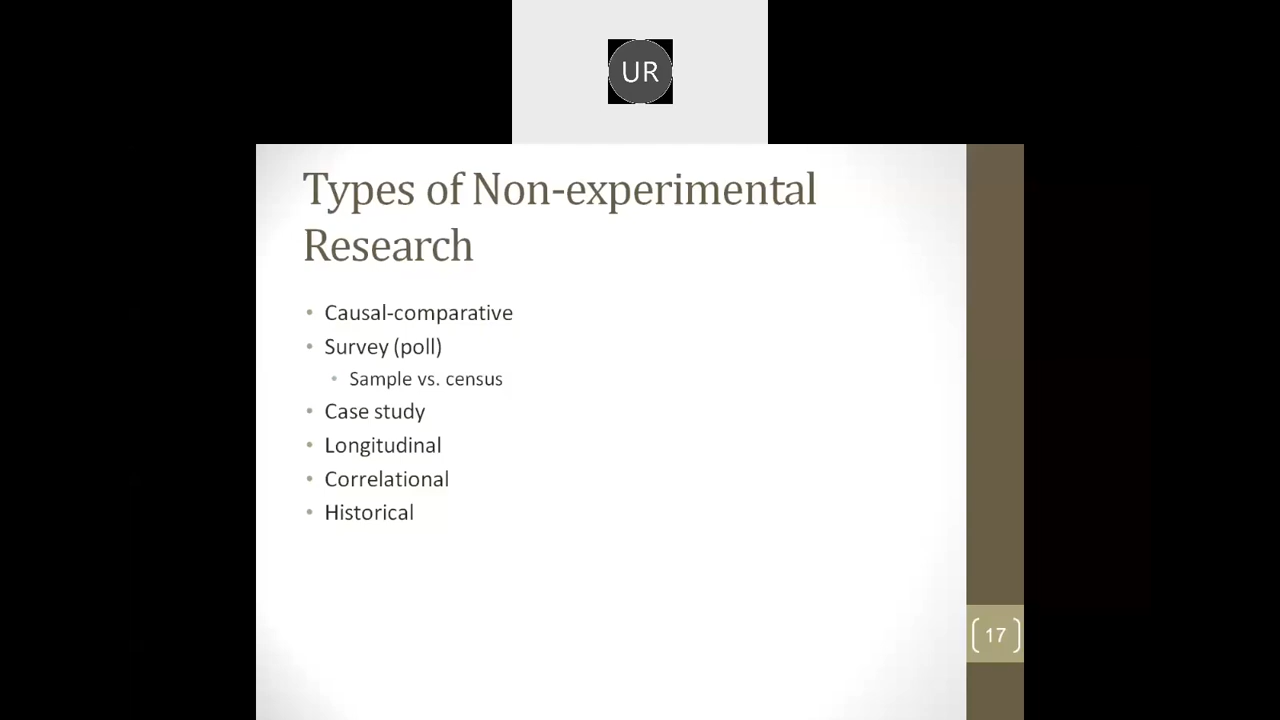 UR
Types of Non-experimental
Research
• Causal-comparative
• Survey (poll)
• Sample vs. census
• Case study
• Longitudinal
• Correlational
• Historical
17